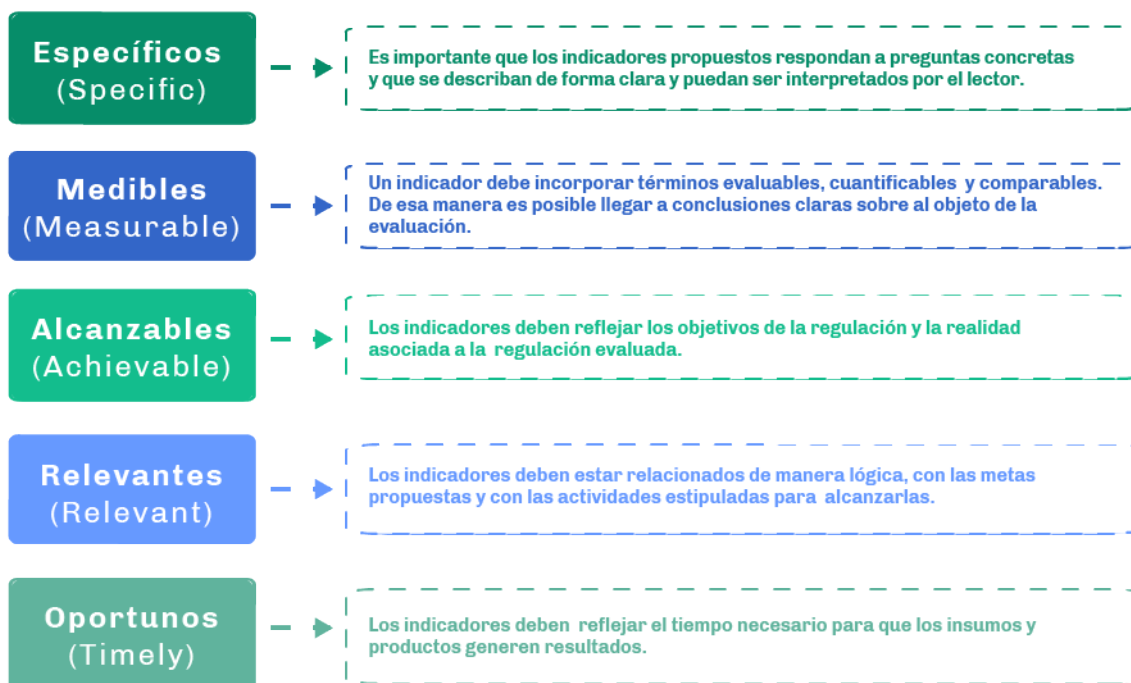 Específicos
(Specific)
Es importante que los indicadores propuestos respondan a preguntas concretas
y que se describan de forma clara y puedan ser interpretados por el lector.
Medibles
(Measurable)
Un indicador debe incorporar términos evaluables, cuantificables y comparables.
De esa manera es posible llegar a conclusiones claras sobre al objeto de la
evaluación.
Alcanzables
(Achievable)
Los indicadores deben reflejar los objetivos de la regulación y la realidad
asociada a la regulación evaluada.
Relevantes
(Relevant)
Los indicadores deben estar relacionados de manera lógica, con las metas
propuestas y con las actividades estipuladas para alcanzarlas.
Oportunos
(Timely)
Los indicadores deben reflejar el tiempo necesario para que los insumos y
productos generen resultados.